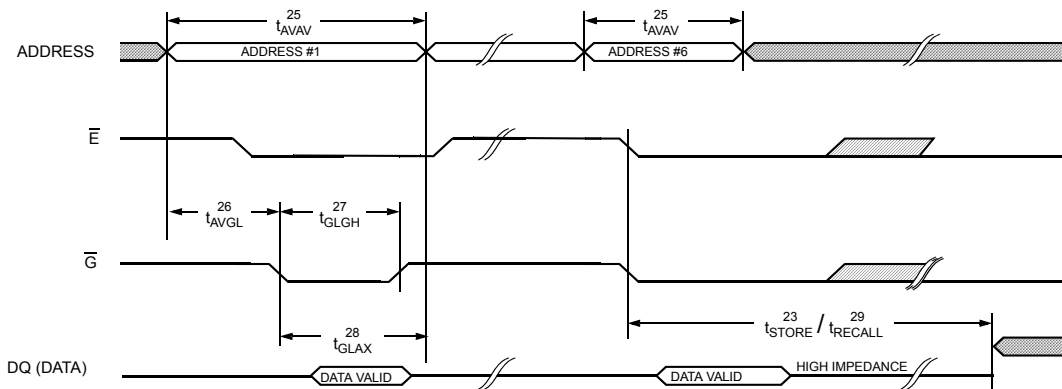 25
tAVAV
25
tAVAV
ADDRESS
ADDRESS #1
ADDRESS #6
E
26
tAVGL
27
tGLGH
G
28
tGLAX
23 29
tSTORE / tRECALL
DQ (DATA)
DATA VALID
DATA VALID
HIGH IMPEDANCE